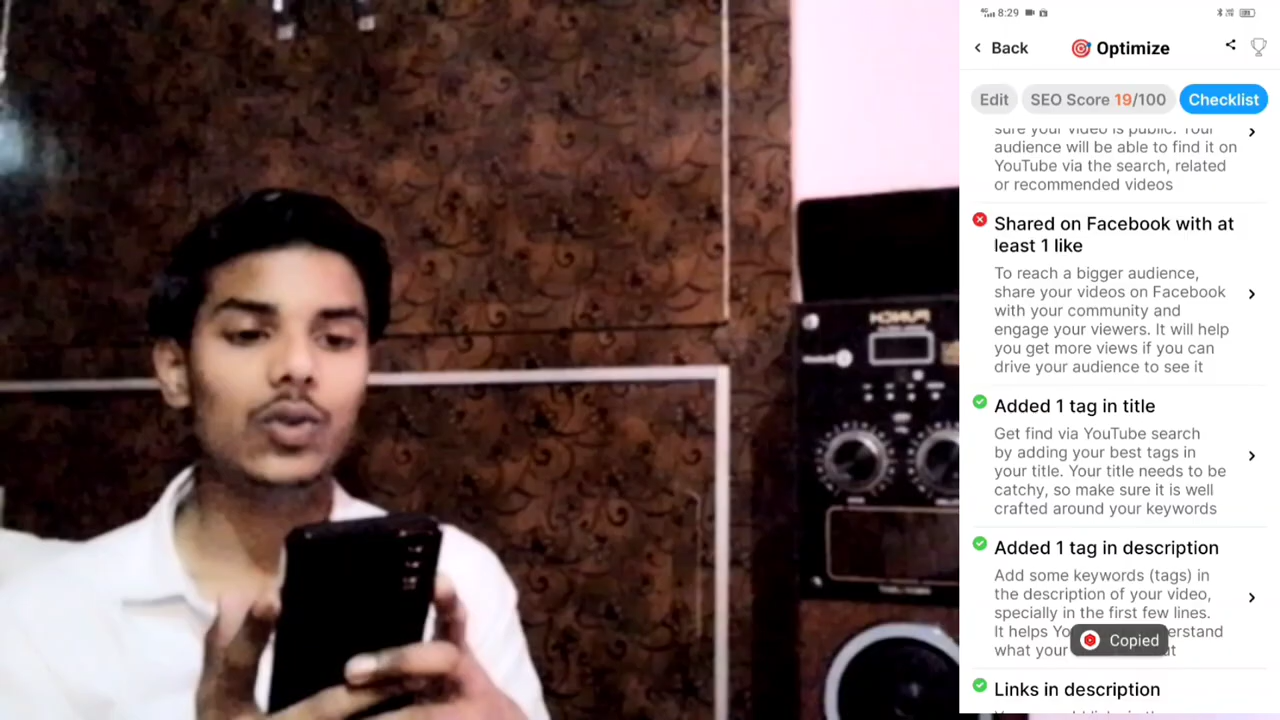 8:29
Back
Optimize
Edit
SEO Score 19/100
Checklist
sure your video is public. Your
audience will be able to find it on
YouTube via the search, related
or recommended videos
Shared on Facebook with at
least 1 like
To reach a bigger audience,
share your videos on Facebook
with your community and
engage your viewers. It will help
you get more views if you can
drive your audience to see it
Added 1 tag in title
Get find via YouTube search
by adding your best tags in
your title. Your title needs to be
catchy, so make sure it is well
crafted around your keywords
Added 1 tag in description
Add some keywords (tags) in
the description of your video,
specially in the first few lines.
It helps
what your
Copied
Links in description